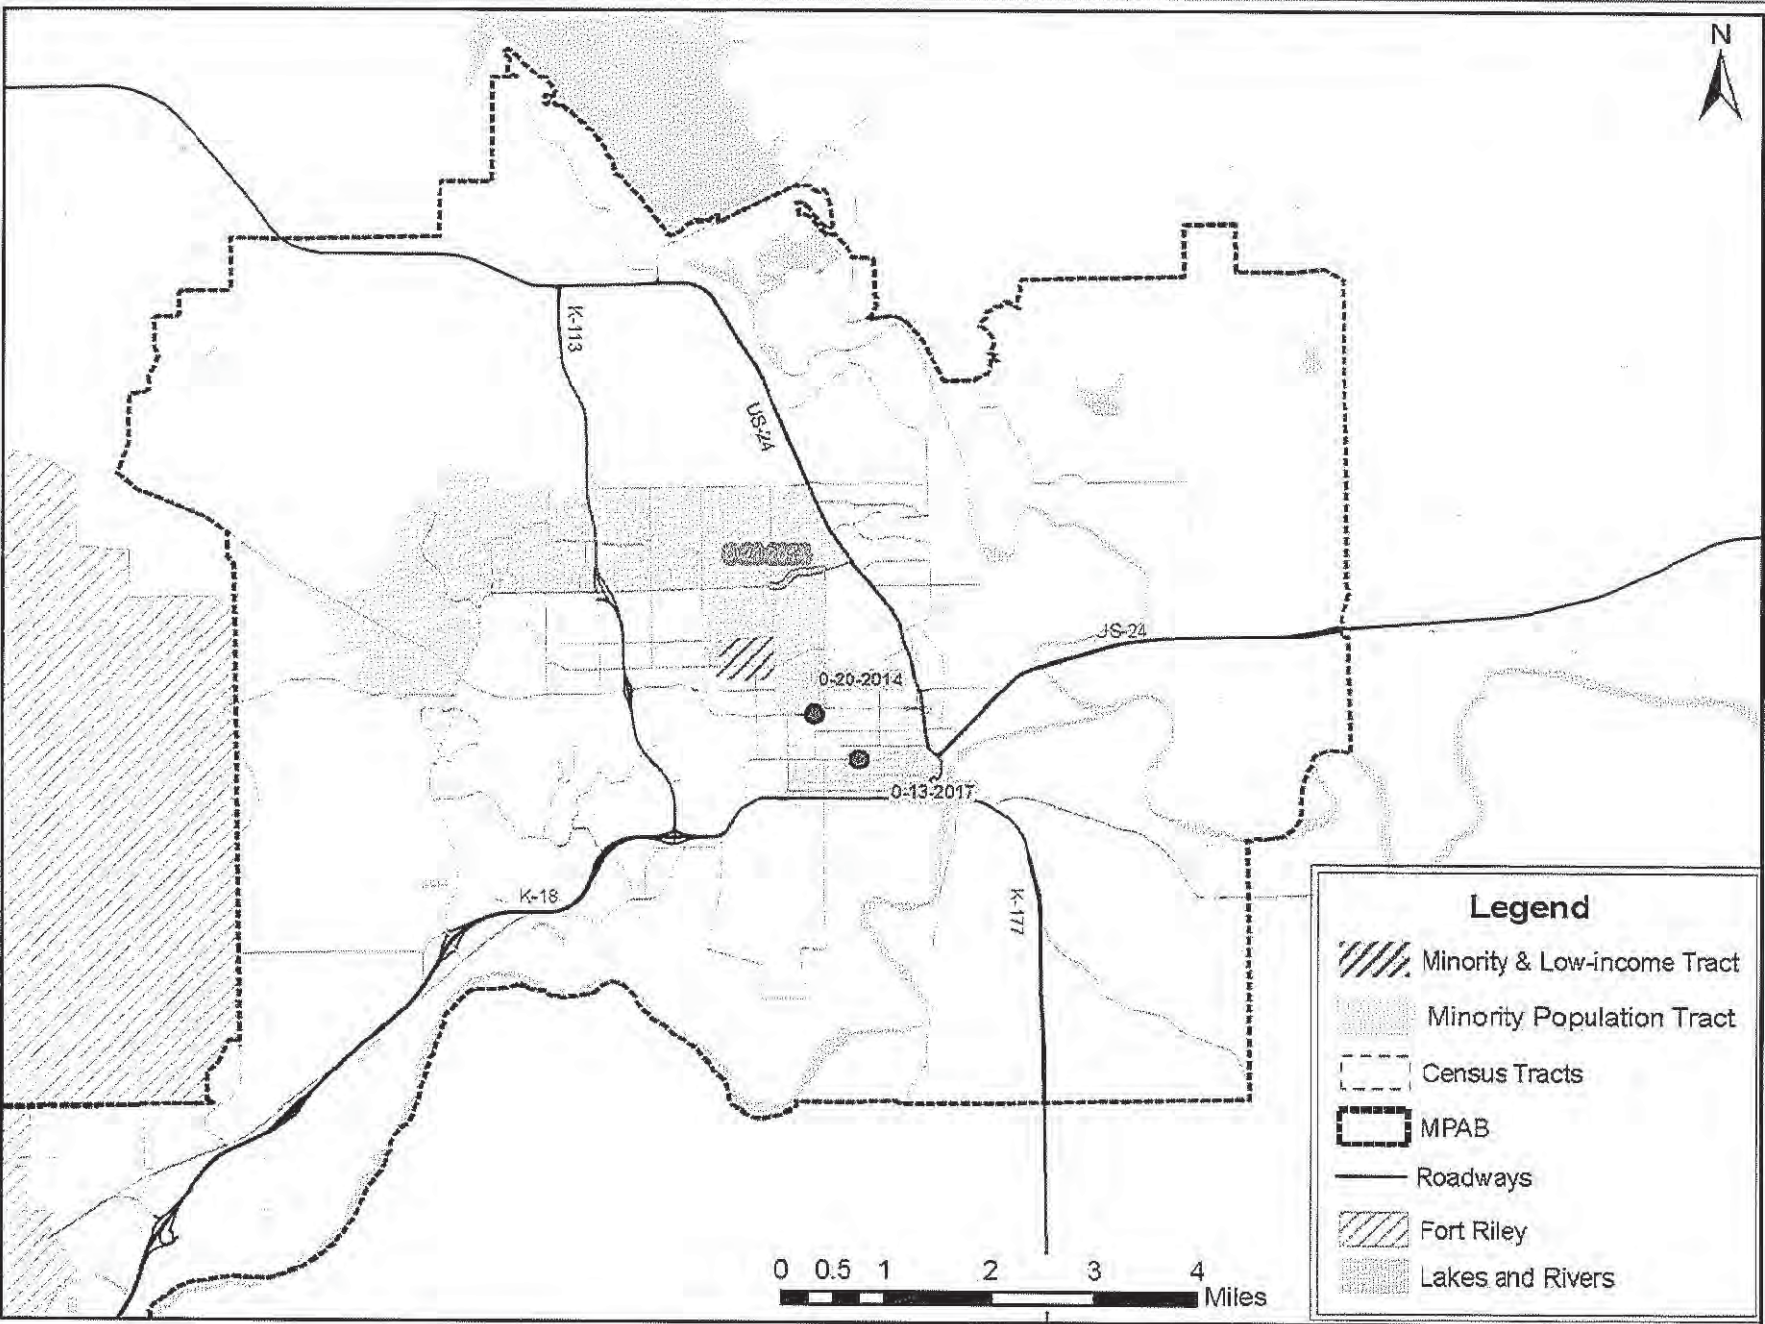 N
K-113
US-24
US-24
0-20-2014
0-13-2017
K-18
K-177
Legend
Minority & Low-income Tract
Minority Population Tract
Census Tracts
MPAB
Roadways
Fort Riley
Lakes and Rivers
0 0.5 1 2 3 4
Miles